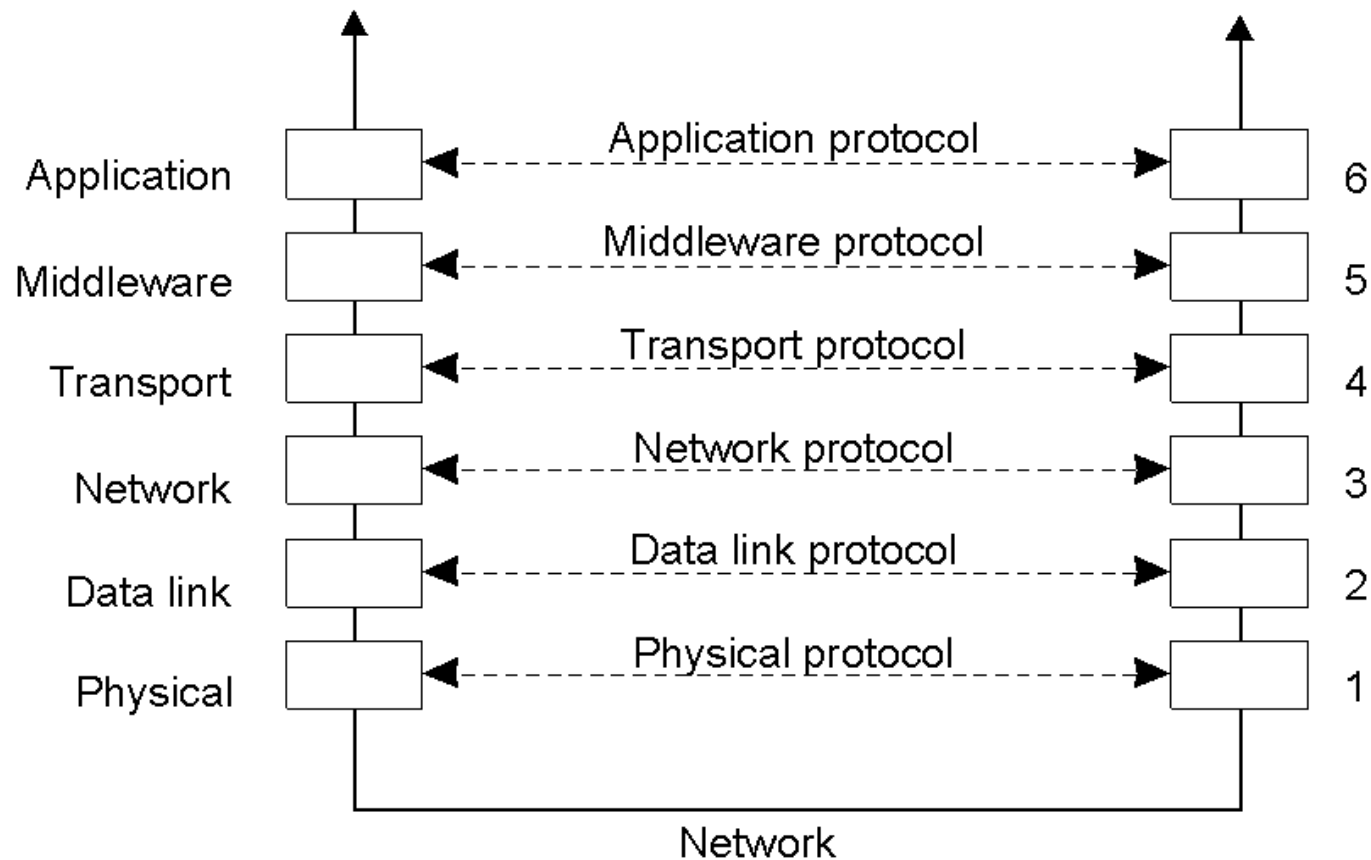 Application protocol
Application
6
Middleware protocol
Middleware
5
Transport protocol
Transport
4
Network protocol
Network
3
Data link protocol
Data link
2
Physical protocol
Physical
1
Network